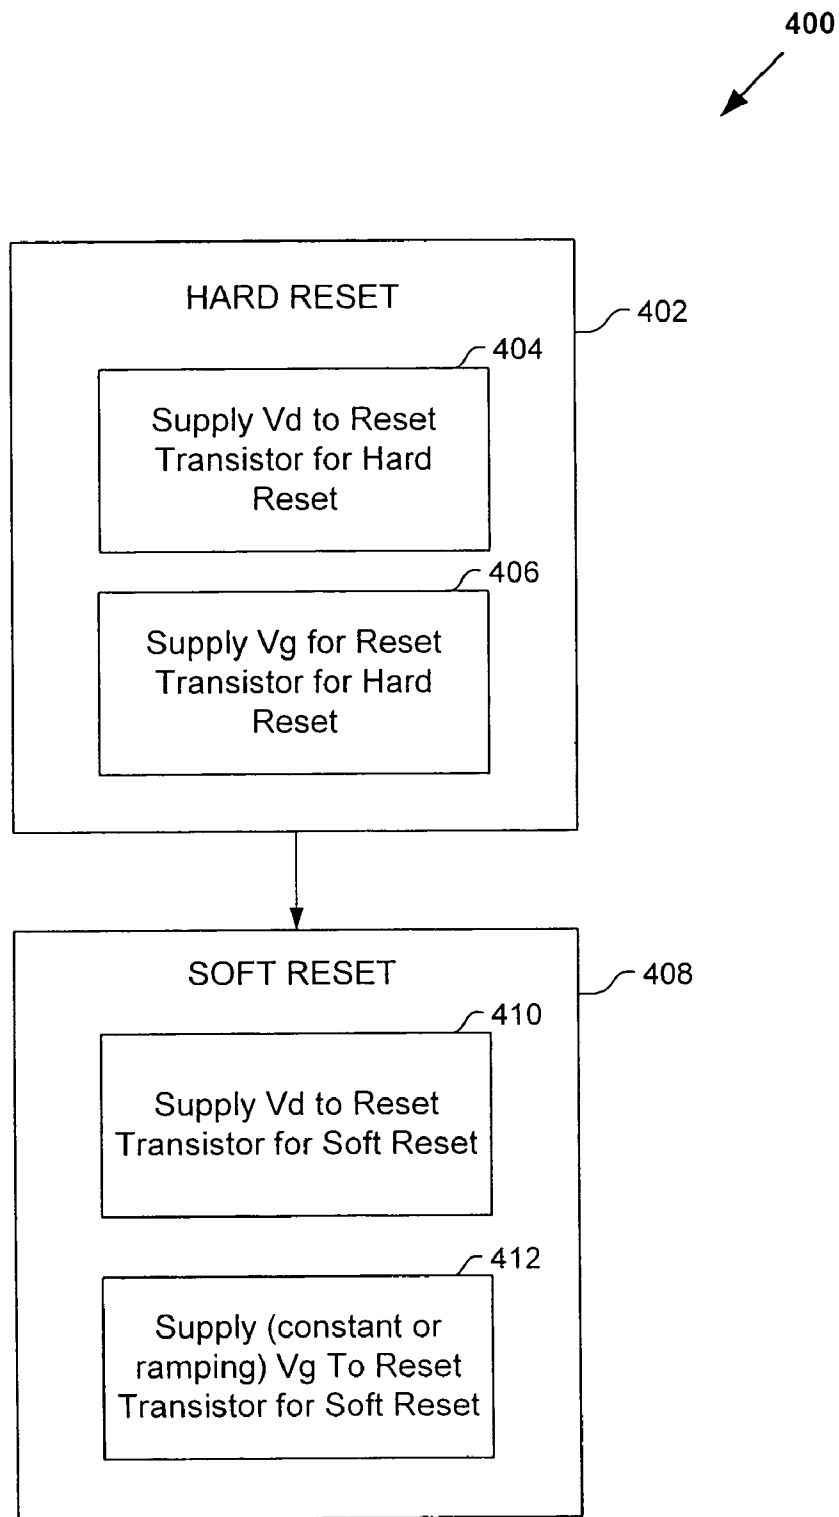 400
HARD RESET
402
404
Supply Vd to Reset
Transistor for Hard
Reset
406
Supply Vg for Reset
Transistor for Hard
Reset
SOFT RESET
408
410
Supply Vd to Reset
Transistor for Soft Reset
412
Supply (constant or
ramping) Vg To Reset
Transistor for Soft Reset